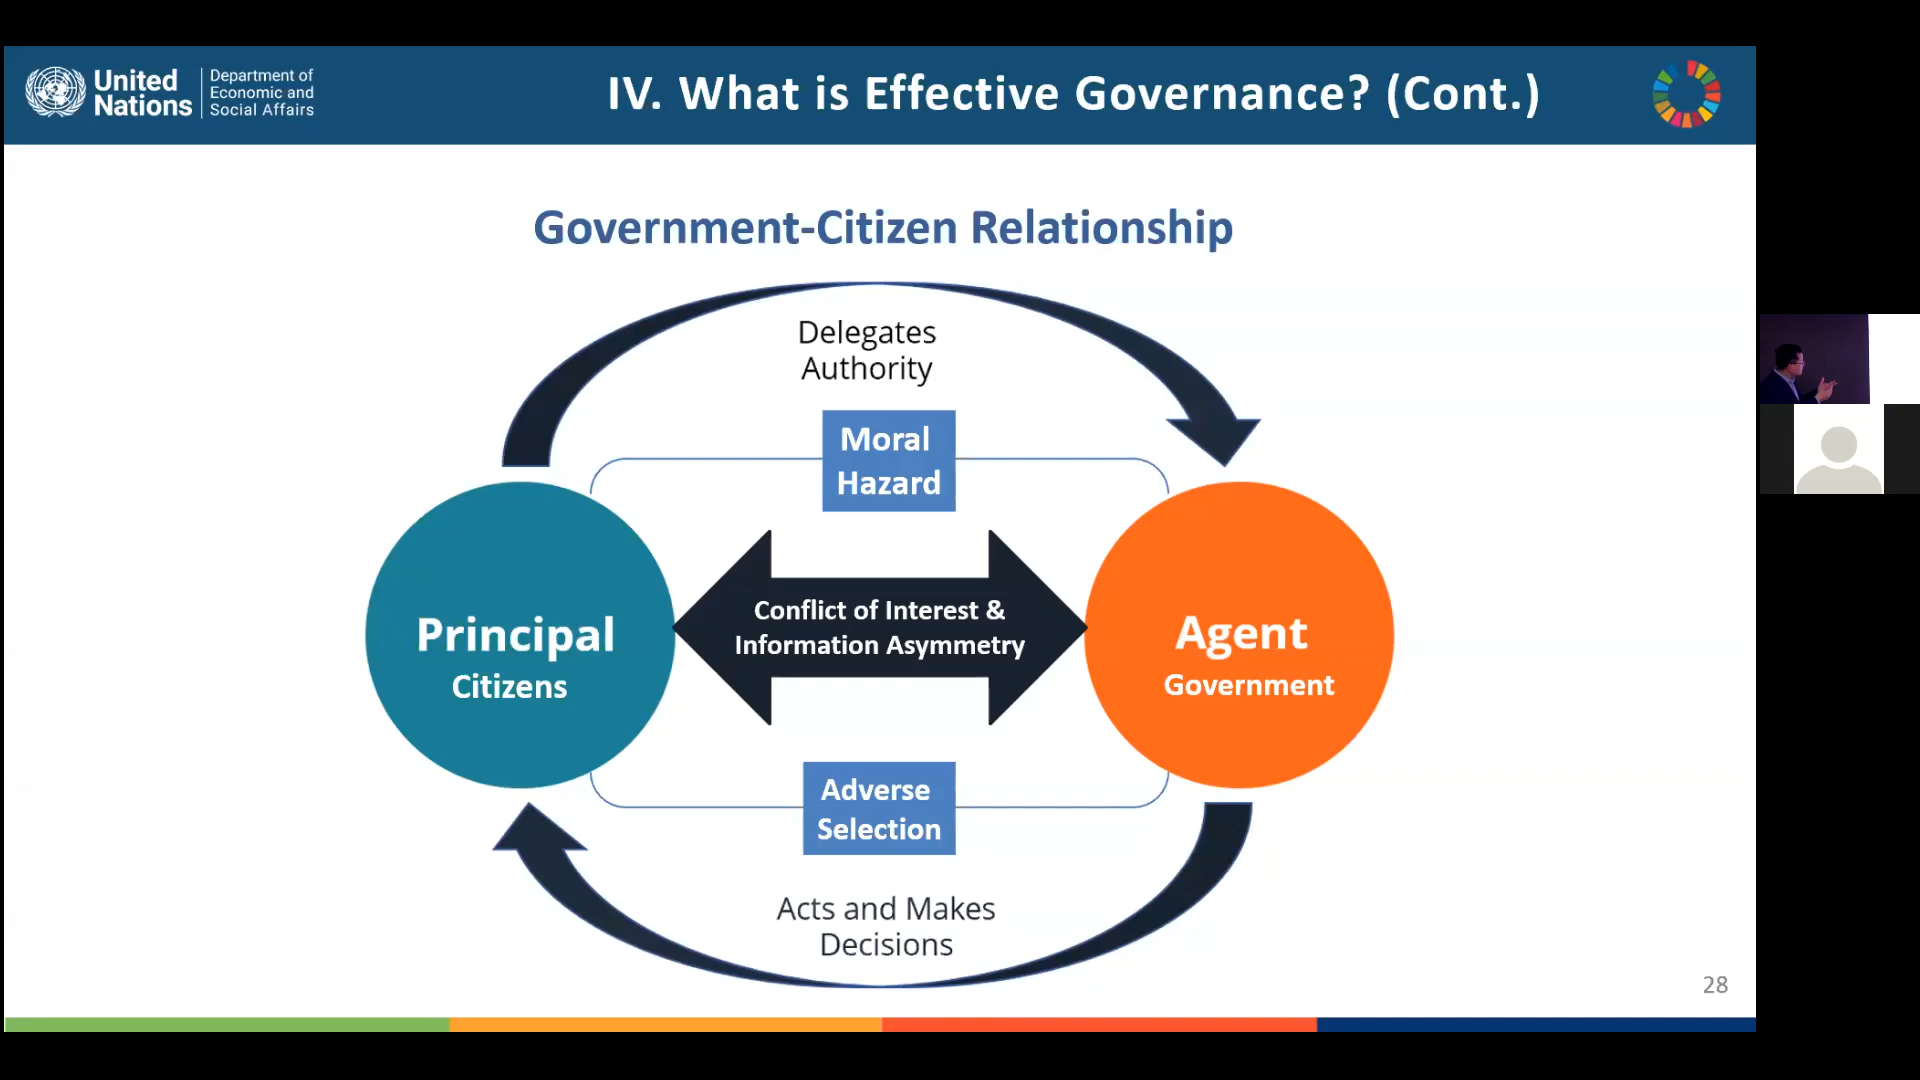 United
Nations
Department of
Economic and
Social Affairs
IV. What is Effective Governance? (Cont.)
Government-Citizen Relationship
Delegates
Authority
Moral
Hazard
Conflict of Interest &
Information Asymmetry
Principal
Citizens
Agent
Government
Adverse
Selection
Acts and Makes
Decisions
28